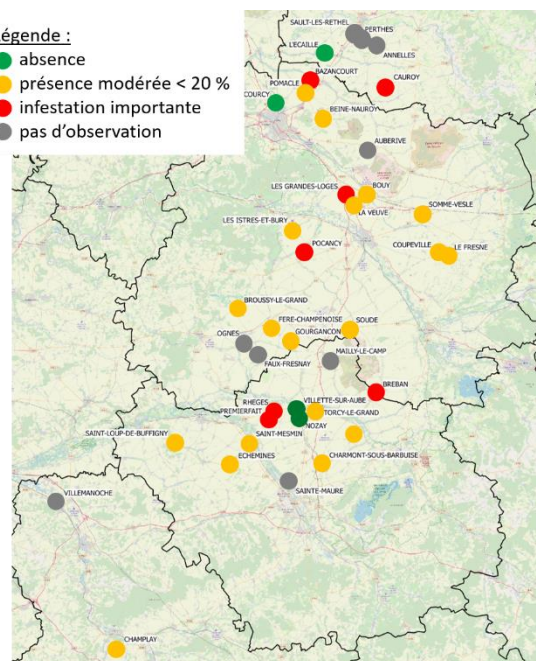 égende :
absence
présence modérée < 20 %
infestation importante
pas d'observation
SAULT-LES-RETHEL
PERTHES
L'ECAILLE
ANNELLES
BAZANCOURT
POMACLE
CAUROY
COURCY
BEINE-NAUROY
AUBERIVE
LES GRANDES-LOGES
BOUY
LA VEUVE
SOMME-VESLE
LES ISTRES-ET-BURY
COUPEVILLE
LE FRESNE
POCANCY
BROUSSY-LE-GRAND
FERE-CHAMPENOISE
SOUDE
OGNES
GOURGANCON
FAUX-FRESNAY
MAILLY-LE-CAMP
BREBAN
RHEGES
VILLETTE-SUR-AUBE
PREMIERFAIT
TORCY-LE-GRAND
NOZAY
SAINT-LOUP-DE-BUFFIGNY
SAINT-MESMIN
ECHEMINES
CHARMONT-SOUS-BARBUISE
SAINTE-MAURE
VILLEMANOCHE
CHAMPLAY